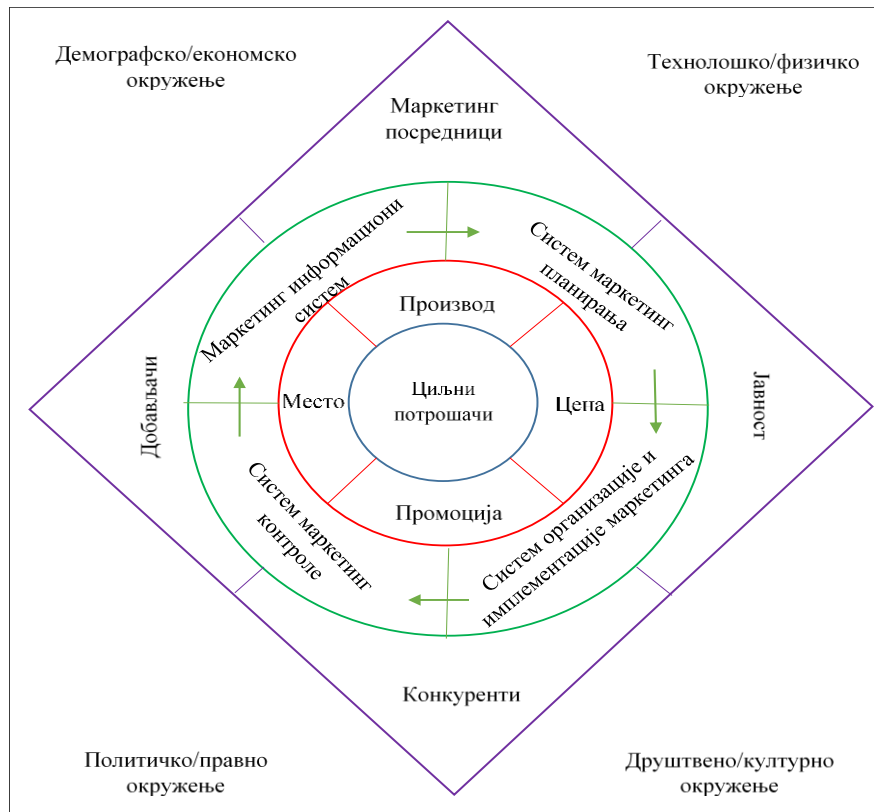 Демографско/економско
окружење
Технолошко/физичко
окружење
Маркетинг
посредници
Маркетинг информациони
систем
Систем маркетинг
планирања
Производ
Добављачи
Место
Циљни
потрошачи
Цена
Јавност
Промоција
Систем маркетинг
контроле
Систем организације и
имплементације маркетинга
Конкуренти
Политичко/правно
окружење
Друштвено/културно
окружење